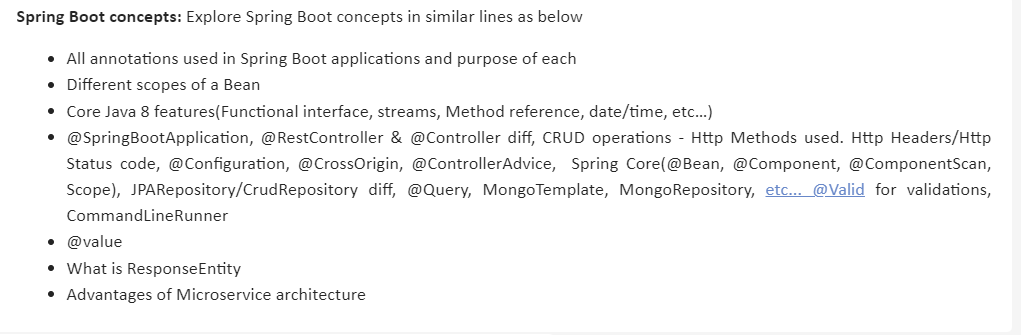 Spring Boot concepts: Explore Spring Boot concepts in similar lines as below
• All annotations used in Spring Boot applications and purpose of each
• Different scopes of a Bean
• Core Java 8 features(Functional interface, streams, Method reference, date/time, etc...)
• @SpringBootApplication, @RestController & @Controller diff, CRUD operations - Http Methods used. Http Headers/Http
Status code, @Configuration, @CrossOrigin, @ControllerAdvice, Spring Core(@Bean, @Component, @ComponentScan,
Scope), JPARepository/CrudRepository diff, @Query, MongoTemplate, MongoRepository, etc... @Valid for validations,
CommandLineRunner
• @value
• What is ResponseEntity
• Advantages of Microservice architecture